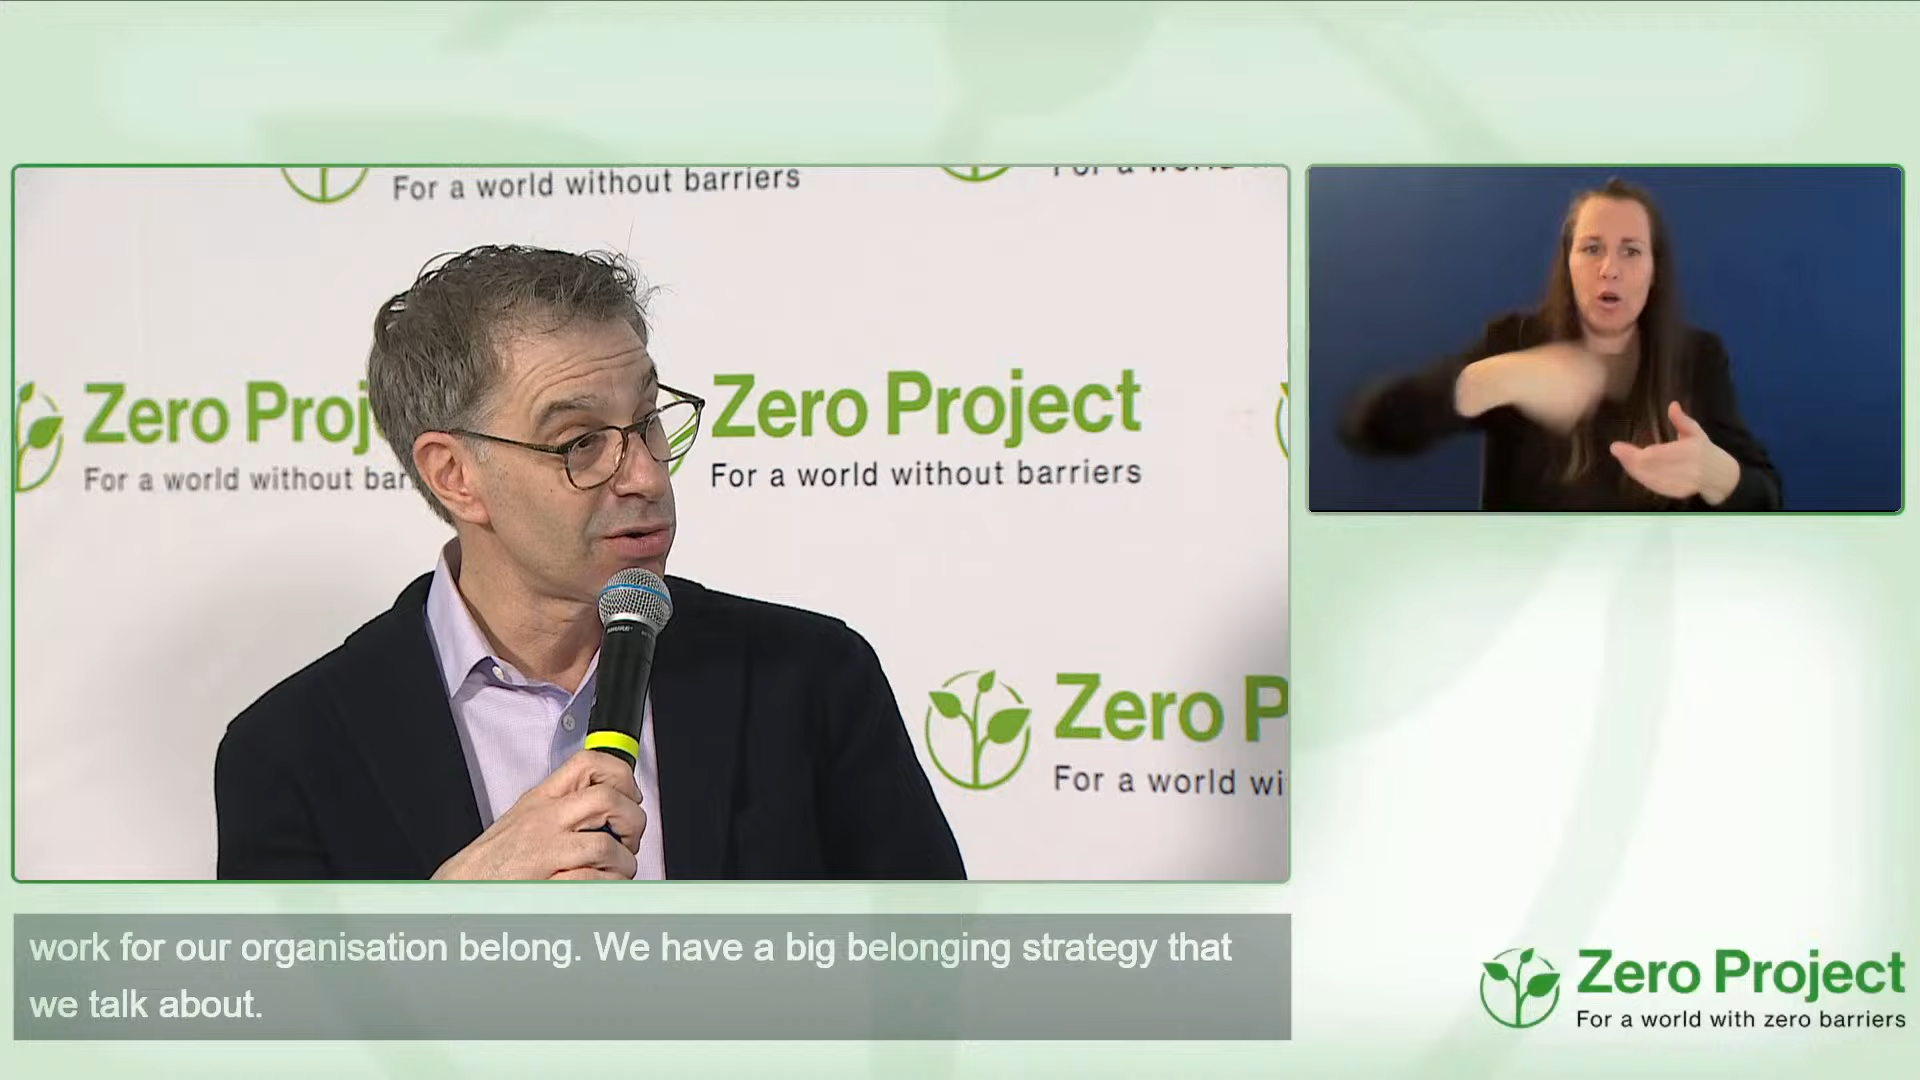 For a world without barriers
Zero Proj
For a world without bar
Zero Project
For a world without barriers
Zero P
For a world wi
work for our organisation belong. We have a big belonging strategy that
we talk about.
Zero Project
For a world with zero barriers